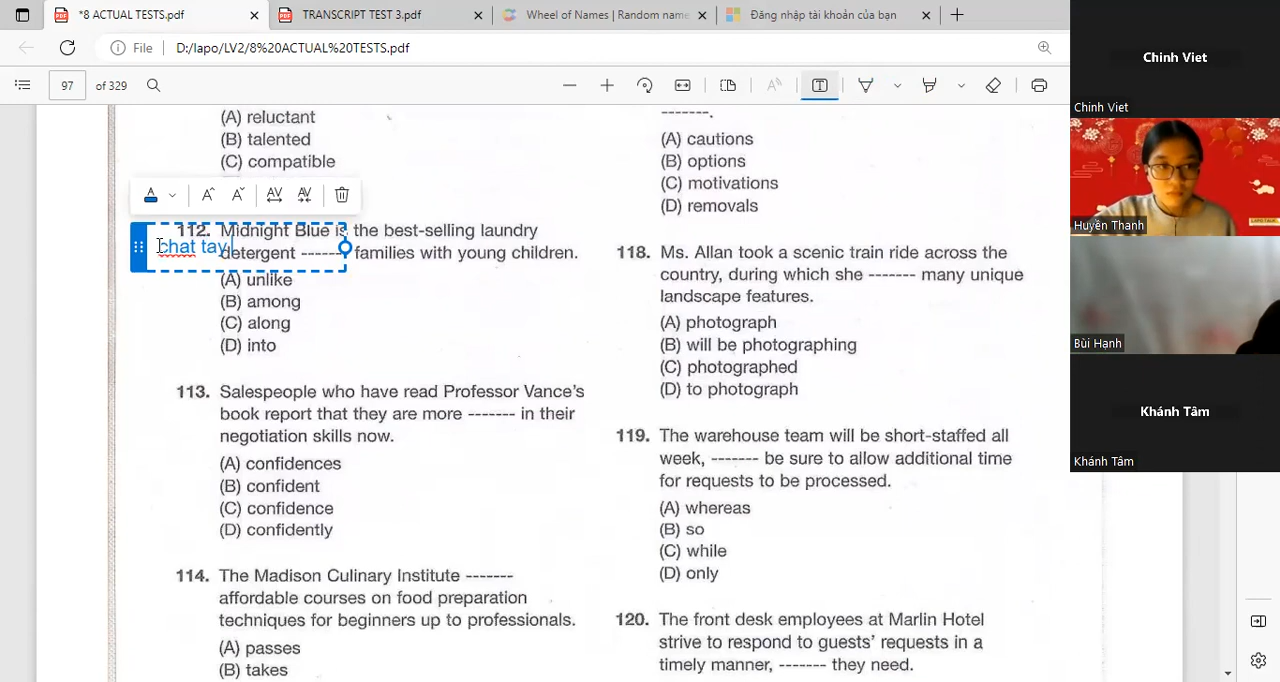 *8 ACTUAL TESTS.pdf
TRANSCRIPT TEST 3.pdf
Wheel of Names | Random name
Đăng nhập tài khoản của bạn
File
D:/lapo/LV2/8%20ACTUAL%20TESTS.pdf
97 of 329
(A) reluctant
(B) talented
(C) compatible
112. Midnight Blue is the best-selling laundry
detergent ------- families with young children.
chat tay
(A) unlike
(B) among
(C) along
(D) into
113. Salespeople who have read Professor Vance's
book report that they are more ------- in their
negotiation skills now.
(A) confidences
(B) confident
(C) confidence
(D) confidently
114. The Madison Culinary Institute -------
affordable courses on food preparation
techniques for beginners up to professionals.
(A) passes
(B) takes
-------.
(A) cautions
(B) options
(C) motivations
(D) removals
118. Ms. Allan took a scenic train ride across the
country, during which she ------- many unique
landscape features.
(A) photograph
(B) will be photographing
(C) photographed
(D) to photograph
119. The warehouse team will be short-staffed all
week, ------- be sure to allow additional time
for requests to be processed.
(A) whereas
(B) so
(C) while
(D) only
120. The front desk employees at Marlin Hotel
strive to respond to guests' requests in a
timely manner, ------- they need.
Chinh Viet
Chinh Viet
Huyền Thanh
Bùi Hạnh
Khánh Tâm
Khánh Tâm